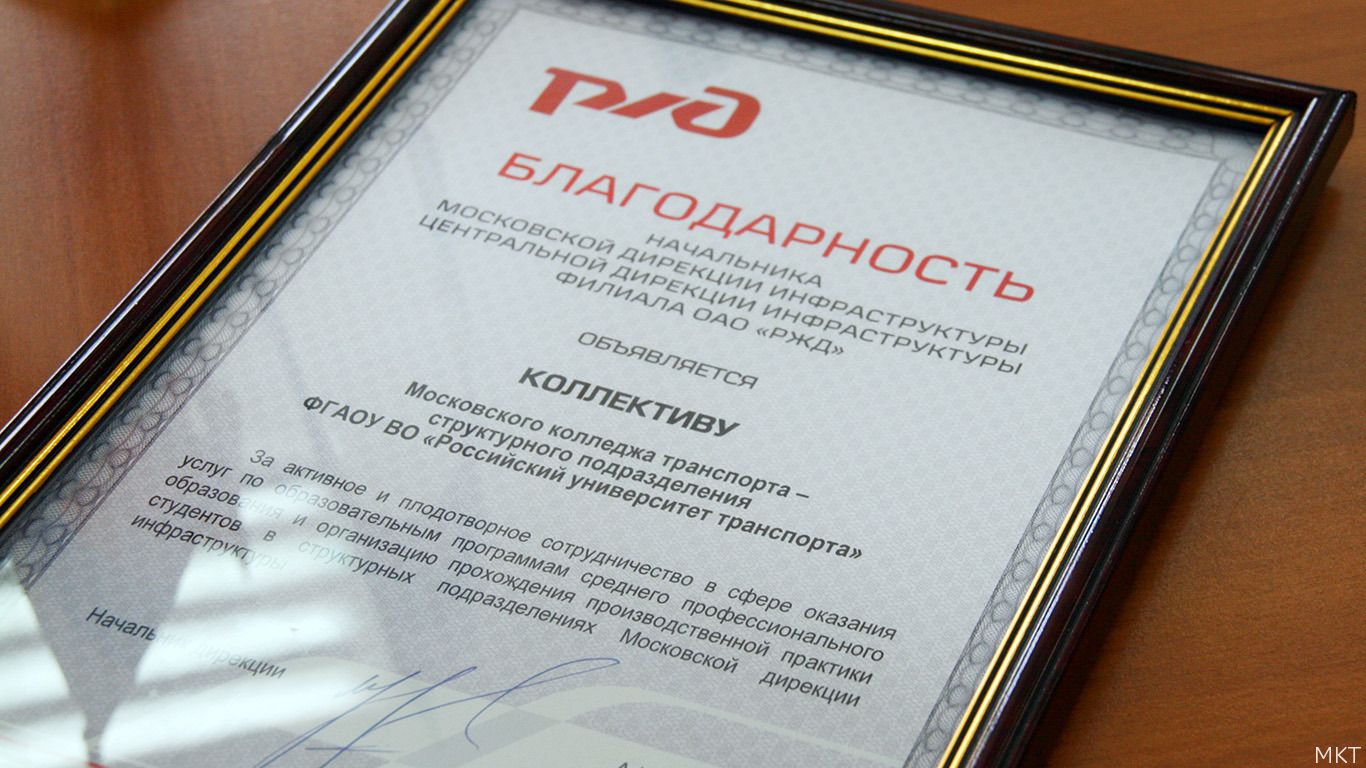 РЖД
БЛАГОДАРНОСТЬ
НАЧАЛЬНИКА
МОСКОВСКОЙ ДИРЕКЦИИ ИНФРАСТРУКТУРЫ
ЦЕНТРАЛЬНОЙ ДИРЕКЦИИ ИНФРАСТРУКТУРЫ
ФИЛИАЛА ОАО «РЖД»
ОБЪЯВЛЯЕТСЯ
КОЛЛЕКТИВУ
Московского колледжа транспорта –
структурного подразделения
ФГАОУ ВО «Российский университет транспорта»
За активное и плодотворное сотрудничество в сфере оказания
услуг по образовательным программам среднего профессионального
образования и организацию прохождения производственной практики
студентов в структурных подразделениях Московской дирекции
инфраструктуры
Начальник дирекции
МКТ